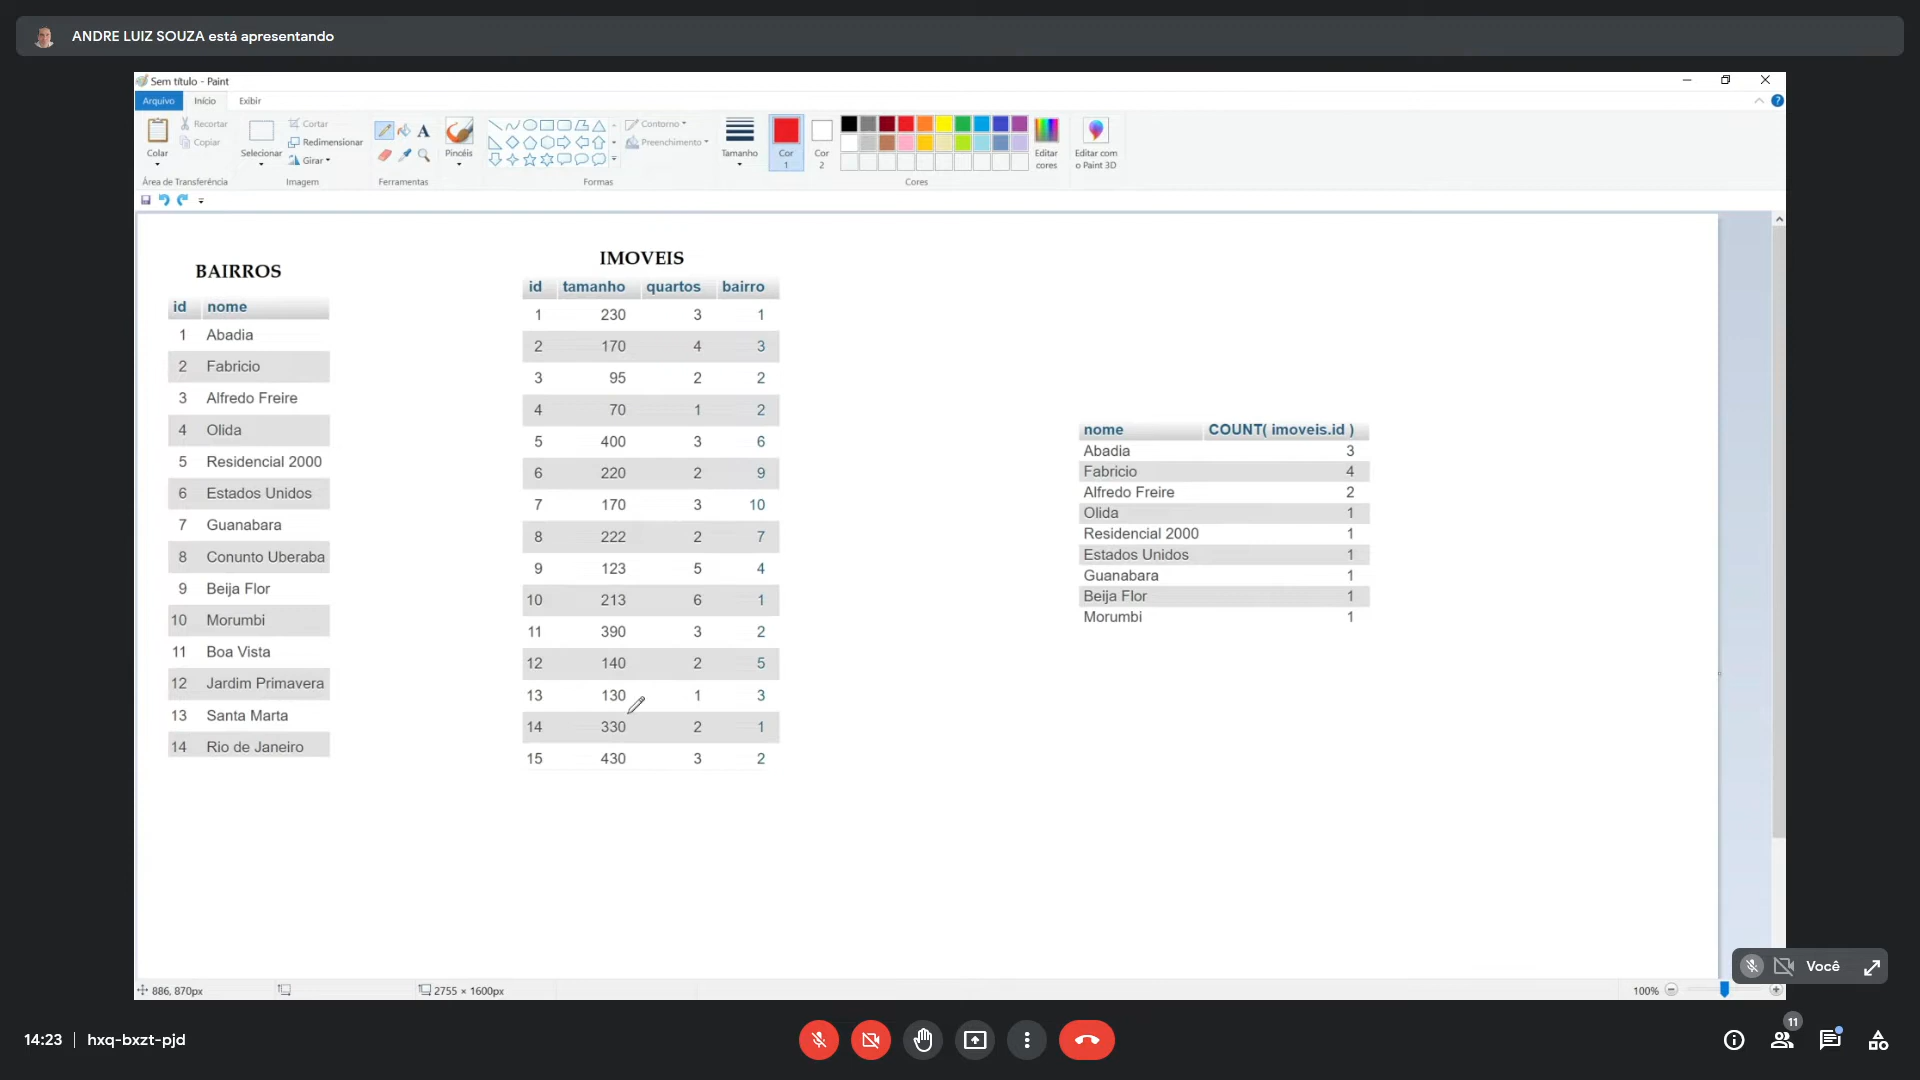 ANDRE LUIZ SOUZA está apresentando
Sem título - Paint
Arquivo Início Exibir
Colar
Recortar
Copiar
Área de Transferência
Selecionar
Cortar
Redimensionar
Girar
Imagem
A
Ferramentas
Pincéis
Contorno
Preenchimento
Formas
Tamanho
Cor 1
Cor 2
Cores
Editar cores
Editar com o Paint 3D
BAIRROS
id nome
1 Abadia
2 Fabricio
3 Alfredo Freire
4 Olida
5 Residencial 2000
6 Estados Unidos
7 Guanabara
8 Conunto Uberaba
9 Beija Flor
10 Morumbi
11 Boa Vista
12 Jardim Primavera
13 Santa Marta
14 Rio de Janeiro
IMOVEIS
id tamanho quartos bairro
1 230 3 1
2 170 4 3
3 95 2 2
4 70 1 2
5 400 3 6
6 220 2 9
7 170 3 10
8 222 2 7
9 123 5 4
10 213 6 1
11 390 3 2
12 140 2 5
13 130 1 3
14 330 2 1
15 430 3 2
nome COUNT( imoveis.id )
Abadia 3
Fabricio 4
Alfredo Freire 2
Olida 1
Residencial 2000 1
Estados Unidos 1
Guanabara 1
Beija Flor 1
Morumbi 1
Você
886, 870px
2755 × 1600px
100%
14:23 | hxq-bxzt-pjd
11